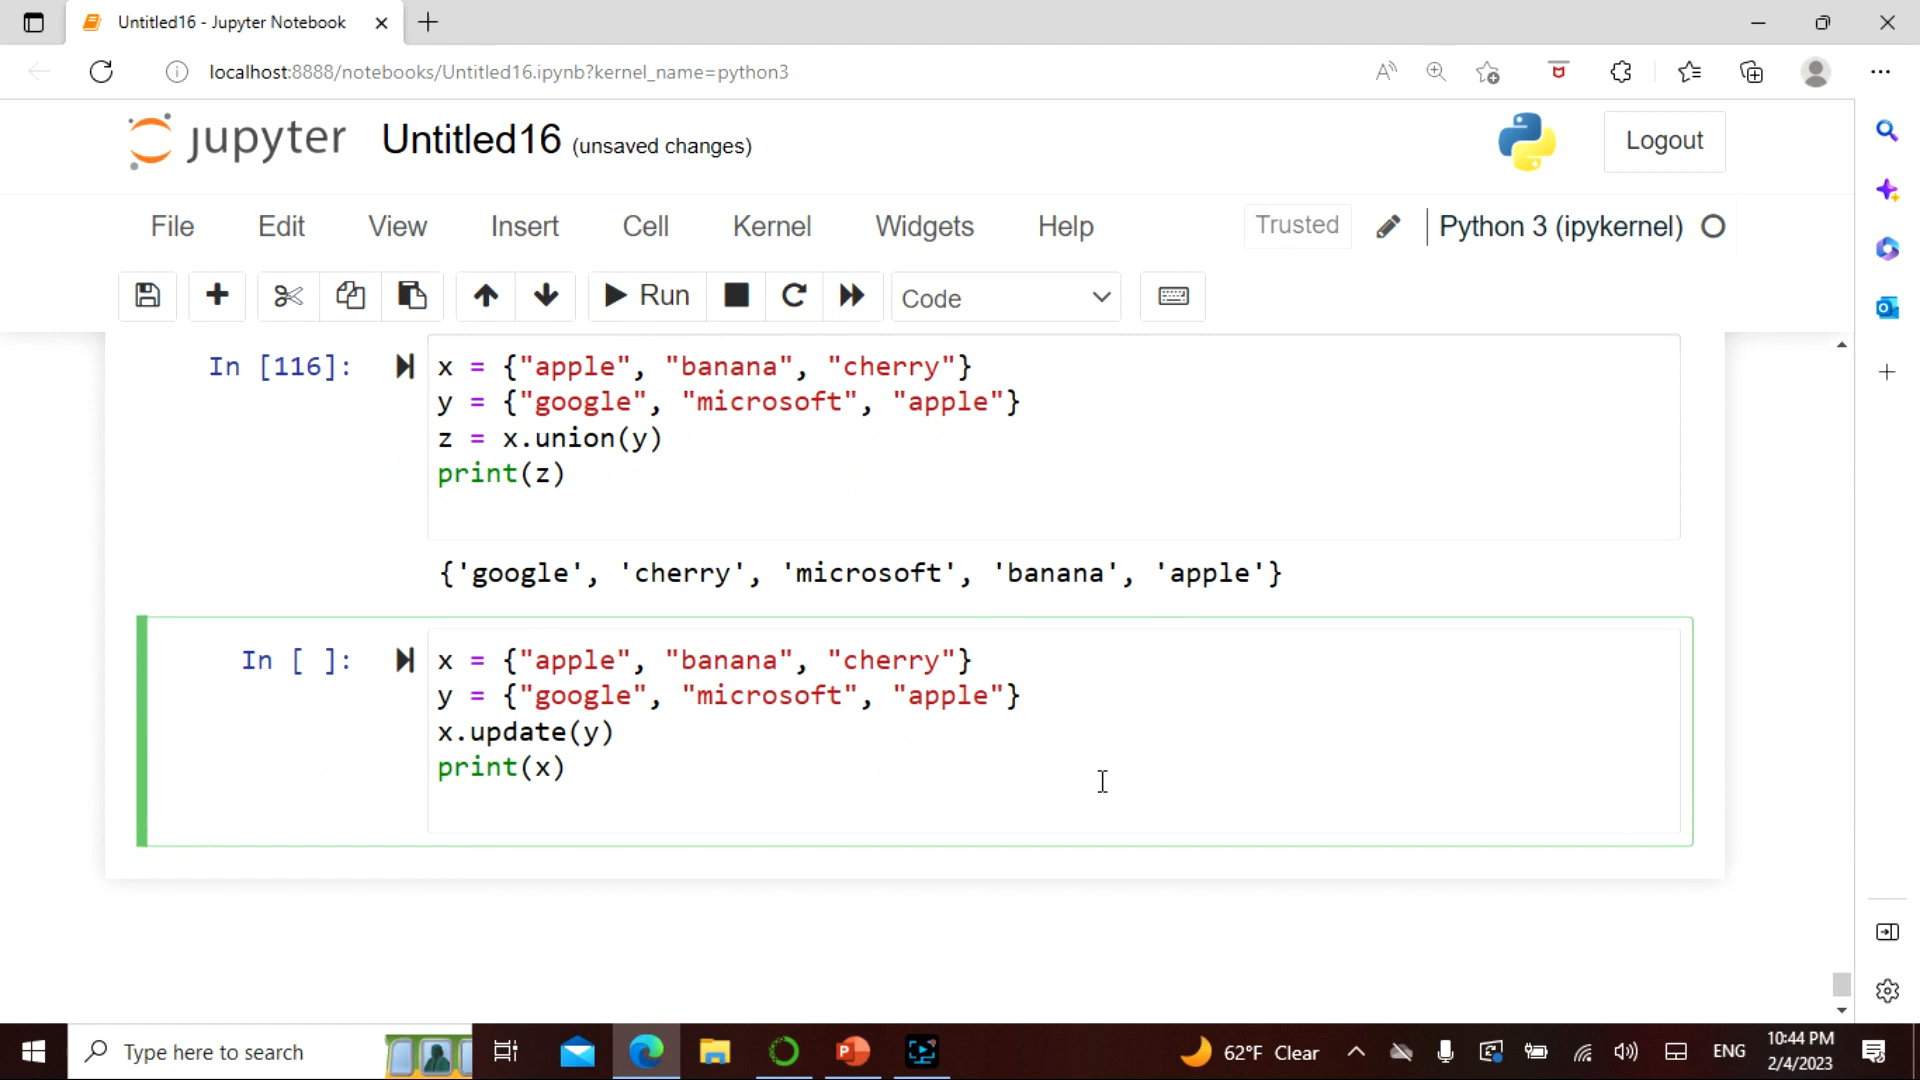 Untitled16 - Jupyter Notebook
localhost:8888/notebooks/Untitled16.ipynb?kernel_name=python3
jupyter Untitled16 (unsaved changes)
Logout
File Edit View Insert Cell Kernel Widgets Help Trusted Python 3 (ipykernel)
Run Code
In [116]: x = {"apple", "banana", "cherry"}
y = {"google", "microsoft", "apple"}
z = x.union(y)
print(z)
{'google', 'cherry', 'microsoft', 'banana', 'apple'}
In [ ]: x = {"apple", "banana", "cherry"}
y = {"google", "microsoft", "apple"}
x.update(y)
print(x)
Type here to search
62°F Clear
ENG
10:44 PM
2/4/2023